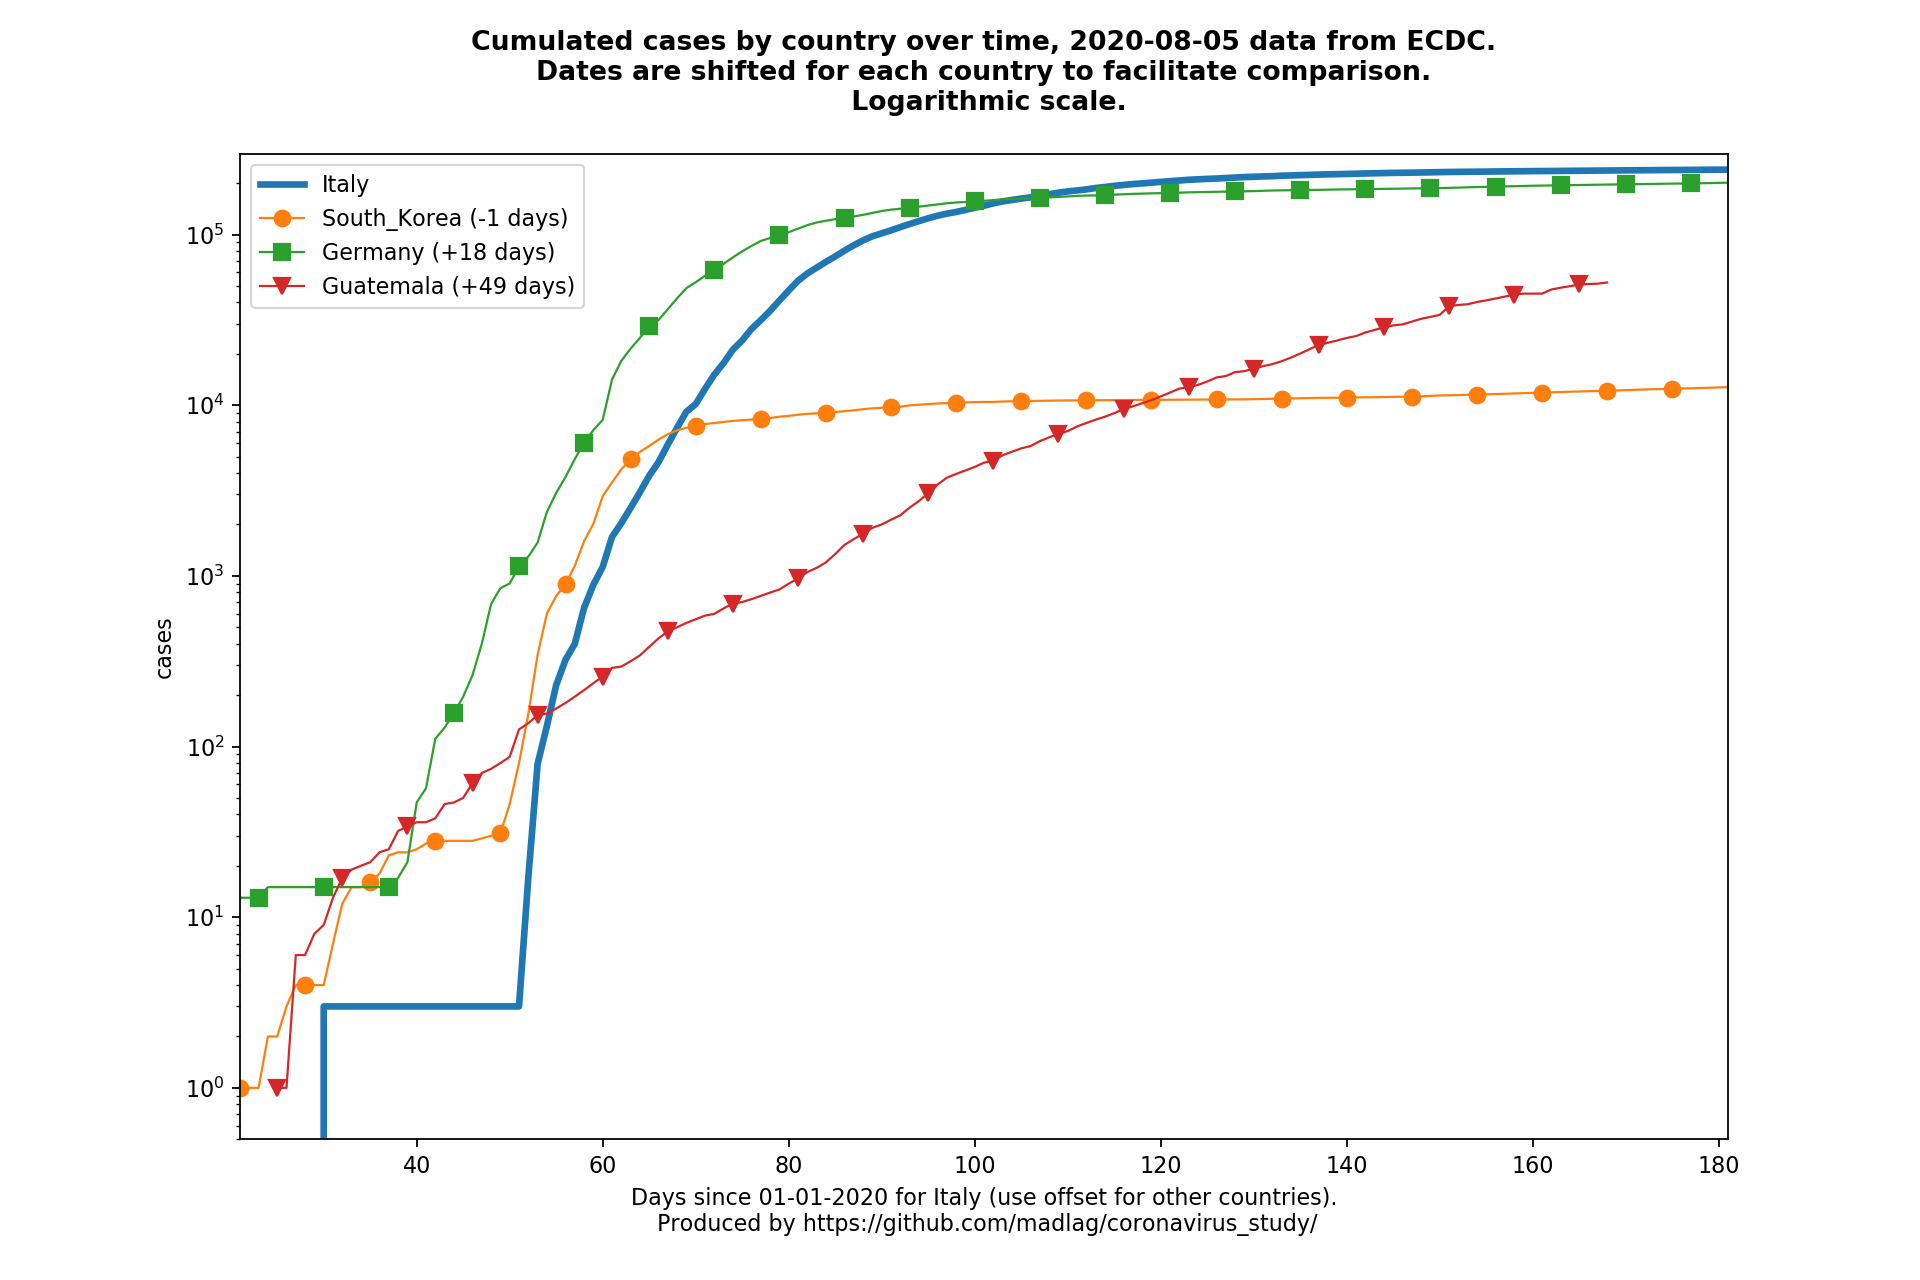 Cumulated cases by country over time, 2020-08-05 data from ECDC.
Dates are shifted for each country to facilitate comparison.
Logarithmic scale.
Italy
South_Korea (-1 days)
Germany (+18 days)
Guatemala (+49 days)
cases
10⁵
10⁴
10³
10²
10¹
10⁰
40 60 80 100 120 140 160 180
Days since 01-01-2020 for Italy (use offset for other countries).
Produced by https://github.com/madlag/coronavirus_study/